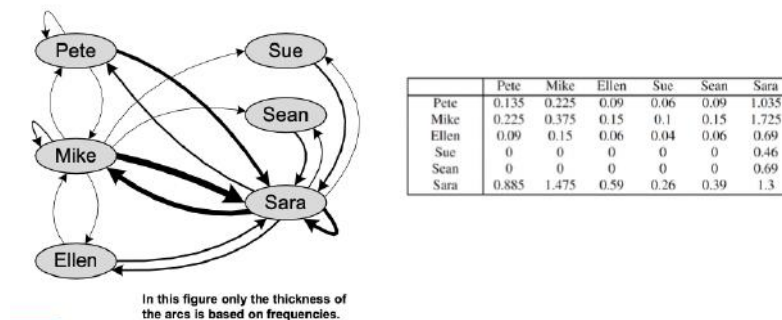 Pete
Sue
Sean
Mike
Sara
Ellen
In this figure only the thickness of
the arcs is based on frequencies.
Pete Mike Ellen Sue Sean Sara
Pete 0.135 0.225 0.09 0.06 0.09 1.035
Mike 0.225 0.375 0.15 0.1 0.15 1.725
Ellen 0.09 0.15 0.06 0.04 0.06 0.69
Sue 0 0 0 0 0 0.46
Sean 0 0 0 0 0 0.69
Sara 0.885 1.475 0.59 0.26 0.39 1.3